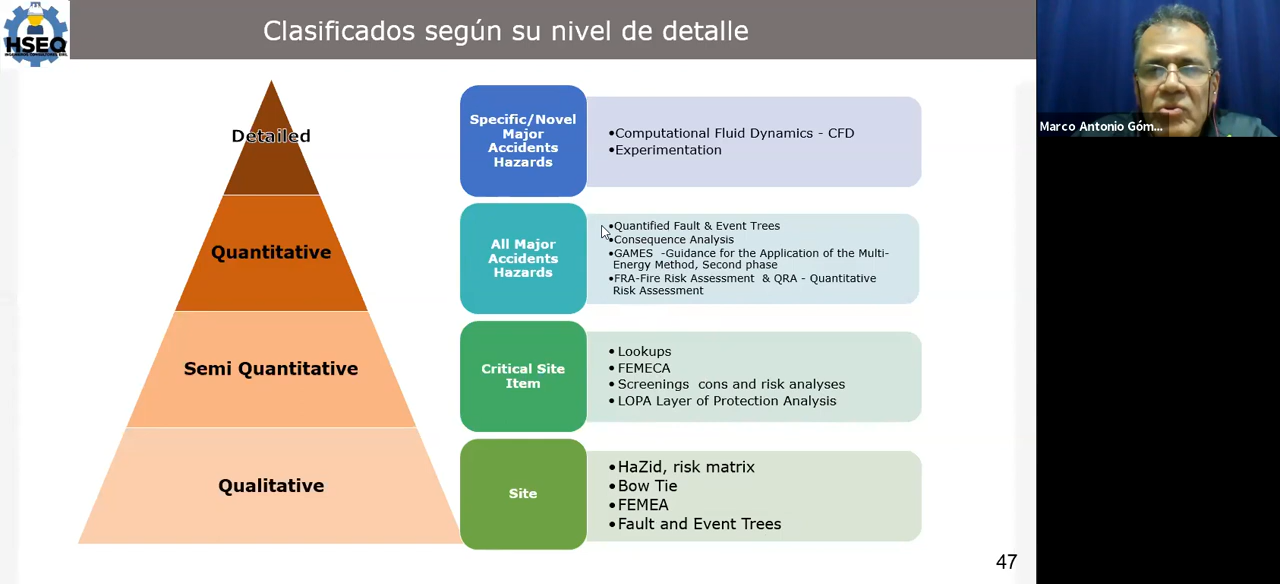 Clasificados según su nivel de detalle
HSEQ
Detailed
Specific/Novel
Major
Accidents
Hazards
•Computational Fluid Dynamics - CFD
•Experimentation
Quantitative
All Major
Accidents
Hazards
•Quantified Fault & Event Trees
•Consequence Analysis
•GAMES -Guidance for the Application of the Multi-
Energy Method, Second phase
•FRA-Fire Risk Assessment & QRA - Quantitative
Risk Assessment
Semi Quantitative
Critical Site
Item
• Lookups
• FEMECA
• Screenings cons and risk analyses
• LOPA Layer of Protection Analysis
Qualitative
Site
•HaZid, risk matrix
•Bow Tie
•FEMEA
•Fault and Event Trees
47
Marco Antonio Góm...